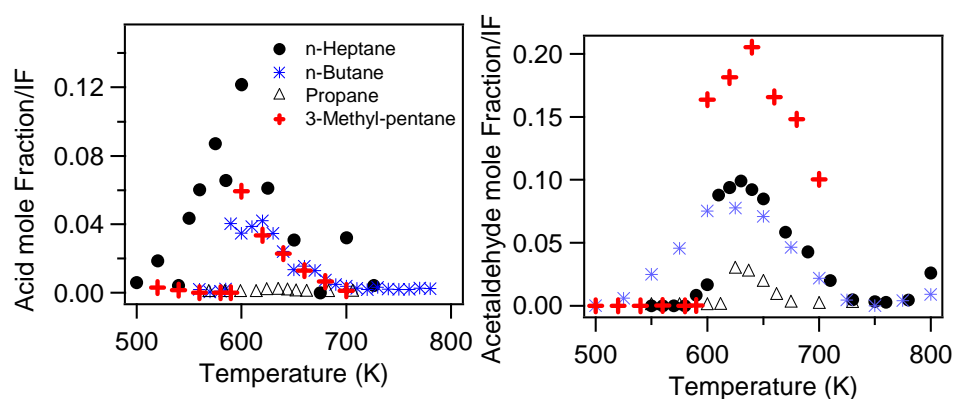 Acid mole Fraction/IF
0.12
0.08
0.04
0.00
n-Heptane
n-Butane
Propane
3-Methyl-pentane
500
600
700
800
Temperature (K)
Acetaldehyde mole Fraction/IF
0.20
0.15
0.10
0.05
0.00
500
600
700
800
Temperature (K)